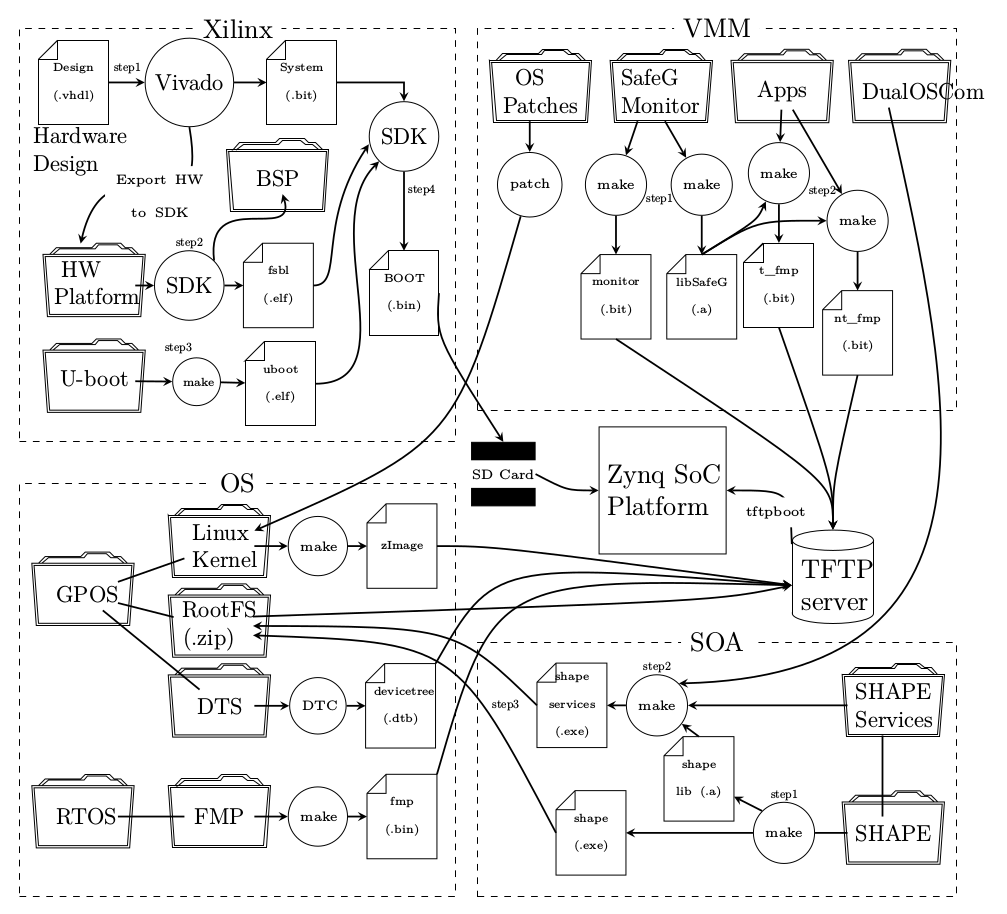 Xilinx
Design
(.vhdl)
step1
Vivado
System
(.bit)
SDK
Hardware
Design
Export HW
to SDK
BSP
step4
step2
HW
Platform
SDK
fsbl
(.elf)
BOOT
(.bin)
step3
U-boot
make
uboot
(.elf)
VMM
OS
Patches
SafeG
Monitor
Apps
DualOSCom
patch
make
step1
make
make
step2
make
monitor
(.bit)
libSafeG
(.a)
t_fmp
(.bit)
nt_fmp
(.bit)
SD Card
Zynq SoC
Platform
tftpboot
TFTP
server
OS
GPOS
Linux
Kernel
make
zImage
RootFS
(.zip)
DTS
DTC
devicetree
(.dtb)
RTOS
FMP
make
fmp
(.bin)
SOA
step3
shape
services
(.exe)
step2
make
SHAPE
Services
shape
lib (.a)
step1
shape
(.exe)
make
SHAPE